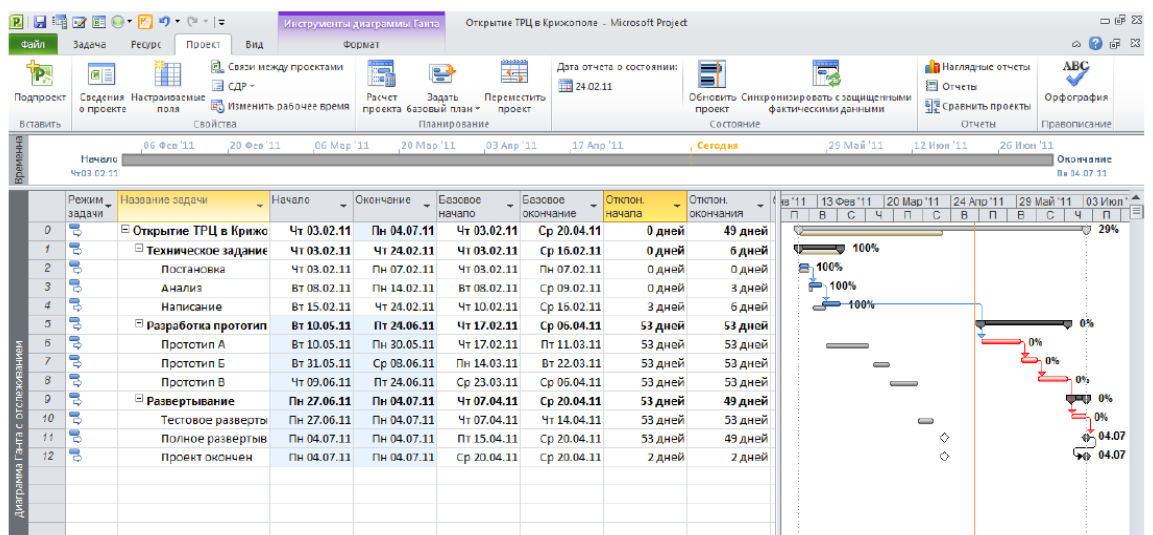 Инструменты диаграммы Ганта
Открытие ТРЦ в Крижополе - Microsoft Project
Файл Задача Ресурс Проект Вид Формат
Подпроект
Вставить
Сведения о проекте
Настраиваемые поля
Связи между проектами
СДР
Изменить рабочее время
Свойства
Расчет проекта
Задать базовый план
Переместить проект
Планирование
Дата отчета о состоянии:
24.02.11
Обновить проект
Синхронизировать с защищенными фактическими данными
Состояние
Наглядные отчеты
Отчеты
Сравнить проекты
Отчеты
ABC
Орфография
Правописание
Временна
06 Фев '11 20 Фев '11 06 Мар '11 20 Мар '11 03 Апр '11 17 Апр '11 Сегодня 29 Май '11 12 Июн '11 26 Июн '11
Начало
Чт 03.02.11
Окончание
Пн 04.07.11
Режим задачи Название задачи Начало Окончание Базовое начало Базовое окончание Отклон. начала Отклон. окончания
13 Фев '11 20 Мар '11 24 Апр '11 29 Май '11 03 Июл '
П В С Ч П С В П В С Ч П
0 Открытие ТРЦ в Крижо Чт 03.02.11 Пн 04.07.11 Чт 03.02.11 Ср 20.04.11 0 дней 49 дней 29%
1 Техническое задание Чт 03.02.11 Чт 24.02.11 Чт 03.02.11 Ср 16.02.11 0 дней 6 дней 100%
2 Постановка Чт 03.02.11 Пн 07.02.11 Чт 03.02.11 Пн 07.02.11 0 дней 0 дней 100%
3 Анализ Вт 08.02.11 Пн 14.02.11 Вт 08.02.11 Ср 09.02.11 0 дней 3 дней 100%
4 Написание Вт 15.02.11 Чт 24.02.11 Чт 10.02.11 Ср 16.02.11 3 дней 6 дней 100%
5 Разработка прототип Вт 10.05.11 Пт 24.06.11 Чт 17.02.11 Ср 06.04.11 53 дней 53 дней 0%
6 Прототип А Вт 10.05.11 Пн 30.05.11 Чт 17.02.11 Пт 11.03.11 53 дней 53 дней 0%
7 Прототип Б Вт 31.05.11 Ср 08.06.11 Пн 14.03.11 Вт 22.03.11 53 дней 53 дней 0%
8 Прототип В Чт 09.06.11 Пт 24.06.11 Ср 23.03.11 Ср 06.04.11 53 дней 53 дней 0%
9 Развертывание Пн 27.06.11 Пн 04.07.11 Чт 07.04.11 Ср 20.04.11 53 дней 49 дней 0%
10 Тестовое разверты Пн 27.06.11 Пн 04.07.11 Чт 07.04.11 Чт 14.04.11 53 дней 53 дней 0%
11 Полное развертыв Пн 04.07.11 Пн 04.07.11 Пт 15.04.11 Ср 20.04.11 53 дней 49 дней 04.07
12 Проект окончен Пн 04.07.11 Пн 04.07.11 Ср 20.04.11 Ср 20.04.11 2 дней 2 дней 04.07
Диаграмма Ганта с отслеживанием